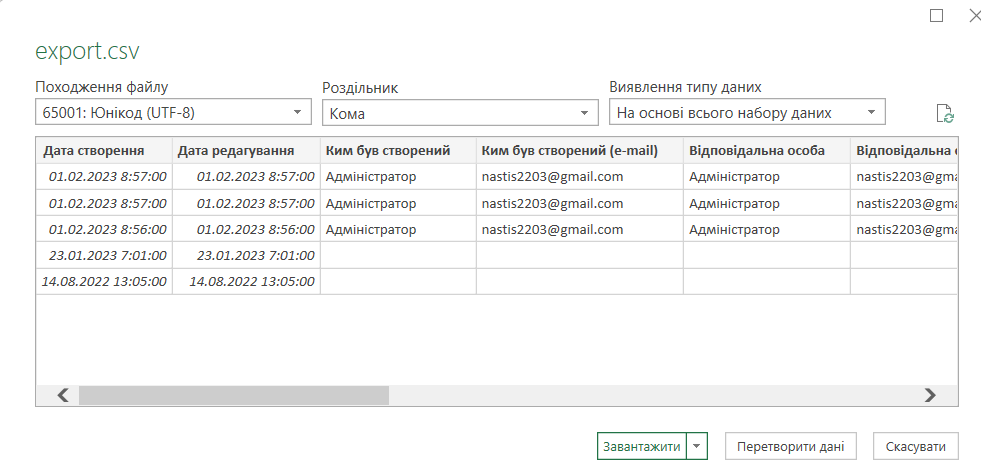 export.csv
Походження файлу Роздільник Виявлення типу даних
65001: Юнікод (UTF-8) Кома На основі всього набору даних
Дата створення Дата редагування Ким був створений Ким був створений (e-mail) Відповідальна особа Відповідальна
01.02.2023 8:57:00 01.02.2023 8:57:00 Адміністратор nastis2203@gmail.com Адміністратор nastis2203@gma
01.02.2023 8:57:00 01.02.2023 8:57:00 Адміністратор nastis2203@gmail.com Адміністратор nastis2203@gma
01.02.2023 8:56:00 01.02.2023 8:56:00 Адміністратор nastis2203@gmail.com Адміністратор nastis2203@gma
23.01.2023 7:01:00 23.01.2023 7:01:00
14.08.2022 13:05:00 14.08.2022 13:05:00
Завантажити Перетворити дані Скасувати